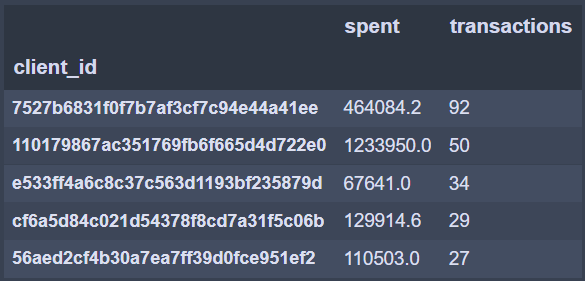 spent transactions
client_id
7527b6831f0f7b7af3cf7c94e44a41ee 464084.2 92
110179867ac351769fb6f665d4d722e0 1233950.0 50
e533ff4a6c8c37c563d1193bf235879d 67641.0 34
cf6a5d84c021d54378f8cd7a31f5c06b 129914.6 29
56aed2cf4b30a7ea7ff39d0fce951ef2 110503.0 27